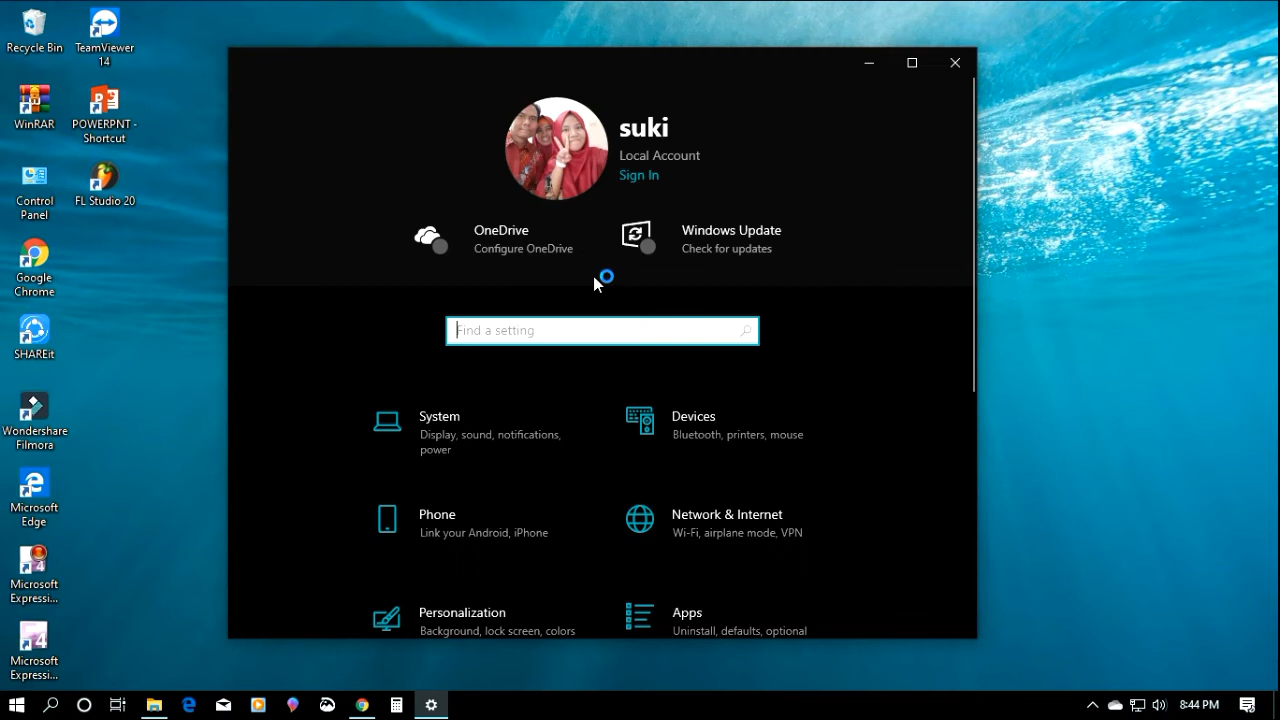 Recycle Bin
TeamViewer
14
WinRAR
POWERPNT -
Shortcut
Control
Panel
FL Studio 20
Google
Chrome
SHAREit
Wondershare
Filmora
Microsoft
Edge
Microsoft
Expressi...
Microsoft
Expressi...
suki
Local Account
Sign In
OneDrive
Configure OneDrive
Windows Update
Check for updates
Find a setting
System
Display, sound, notifications,
power
Devices
Bluetooth, printers, mouse
Phone
Link your Android, iPhone
Network & Internet
Wi-Fi, airplane mode, VPN
Personalization
Background, lock screen, colors
Apps
Uninstall, defaults, optional
8:44 PM